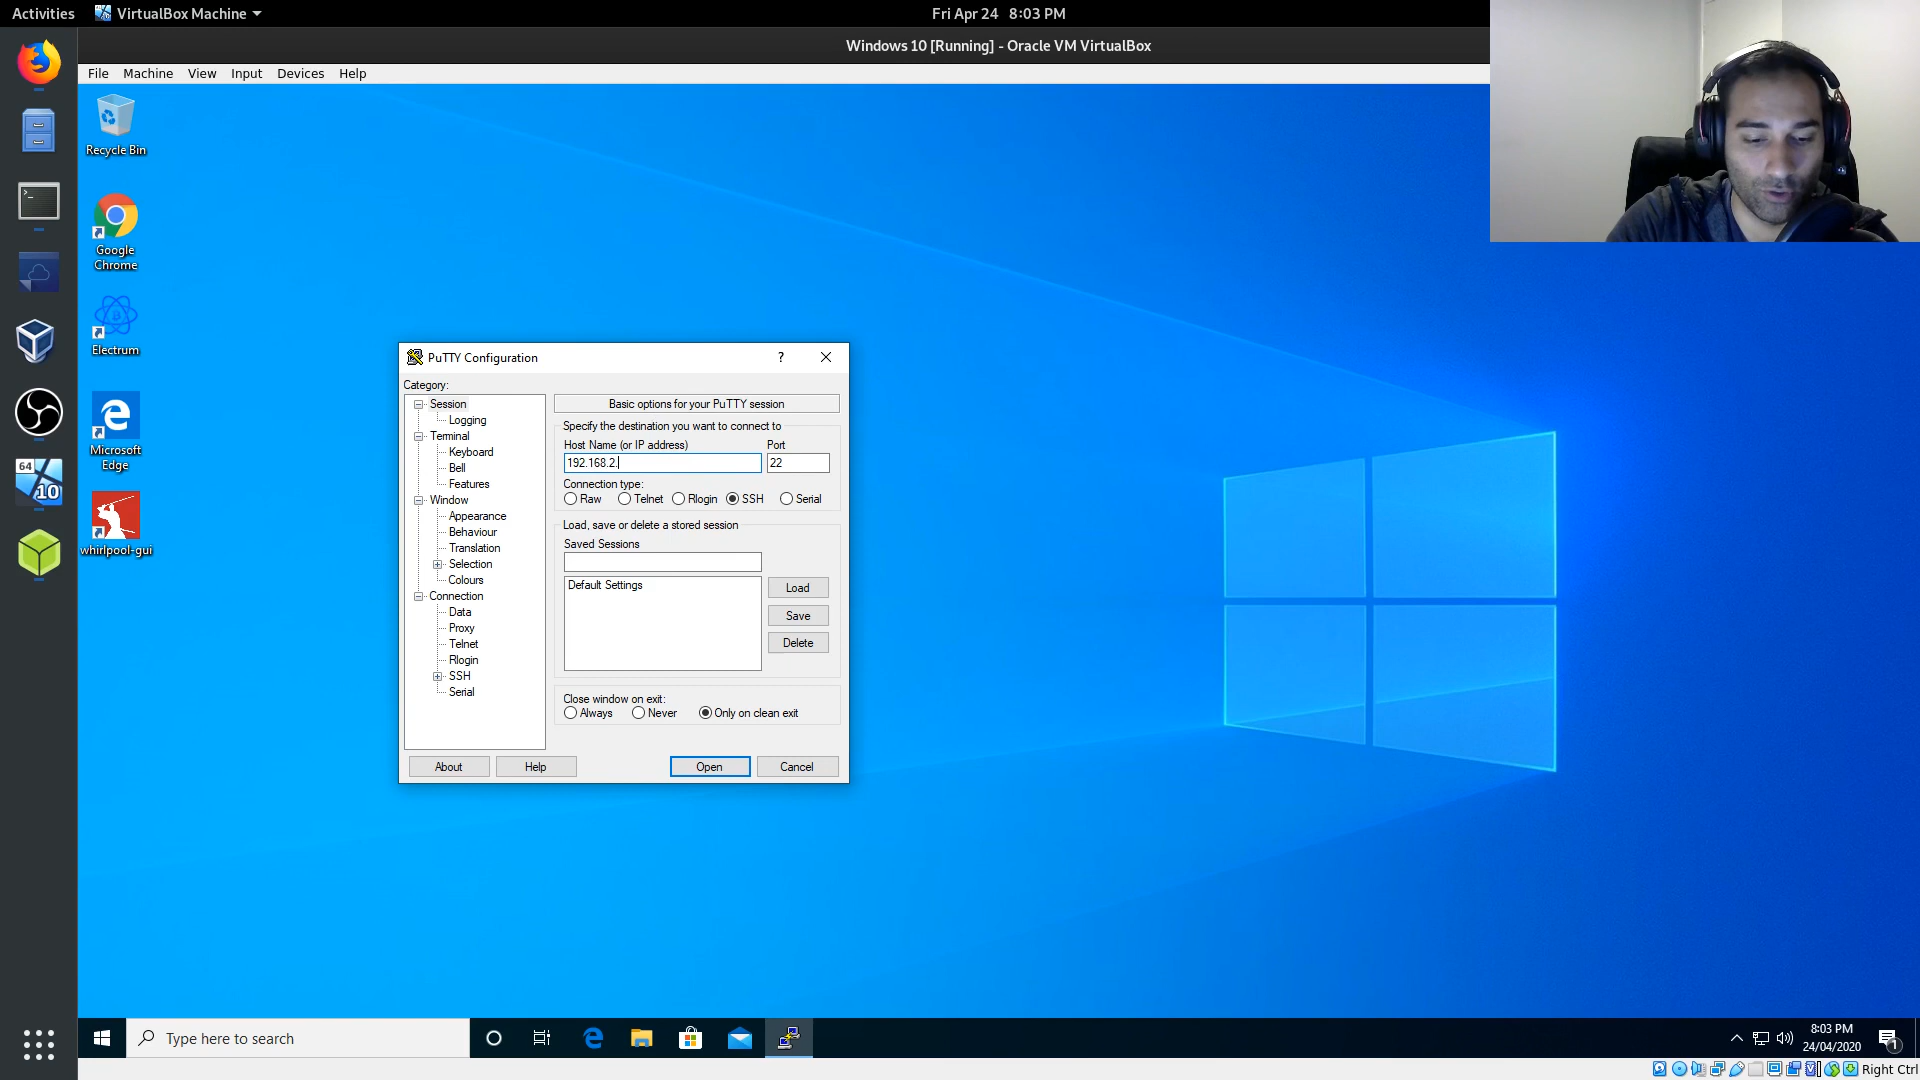 Activities VirtualBox Machine Fri Apr 24 8:03 PM
Windows 10 [Running] - Oracle VM VirtualBox
File Machine View Input Devices Help
Recycle Bin
Google
Chrome
Electrum
Microsoft
Edge
whirlpool-gui
64
10
PuTTY Configuration ?
Category:
Session
Logging
Terminal
Keyboard
Bell
Features
Window
Appearance
Behaviour
Translation
Selection
Colours
Connection
Data
Proxy
Telnet
Rlogin
SSH
Serial
Basic options for your PuTTY session
Specify the destination you want to connect to
Host Name (or IP address) Port
192.168.2. 22
Connection type:
Raw Telnet Rlogin SSH Serial
Load, save or delete a stored session
Saved Sessions
Default Settings
Load
Save
Delete
Close window on exit:
Always Never Only on clean exit
About Help Open Cancel
Type here to search
8:03 PM
24/04/2020
1
Right Ctrl